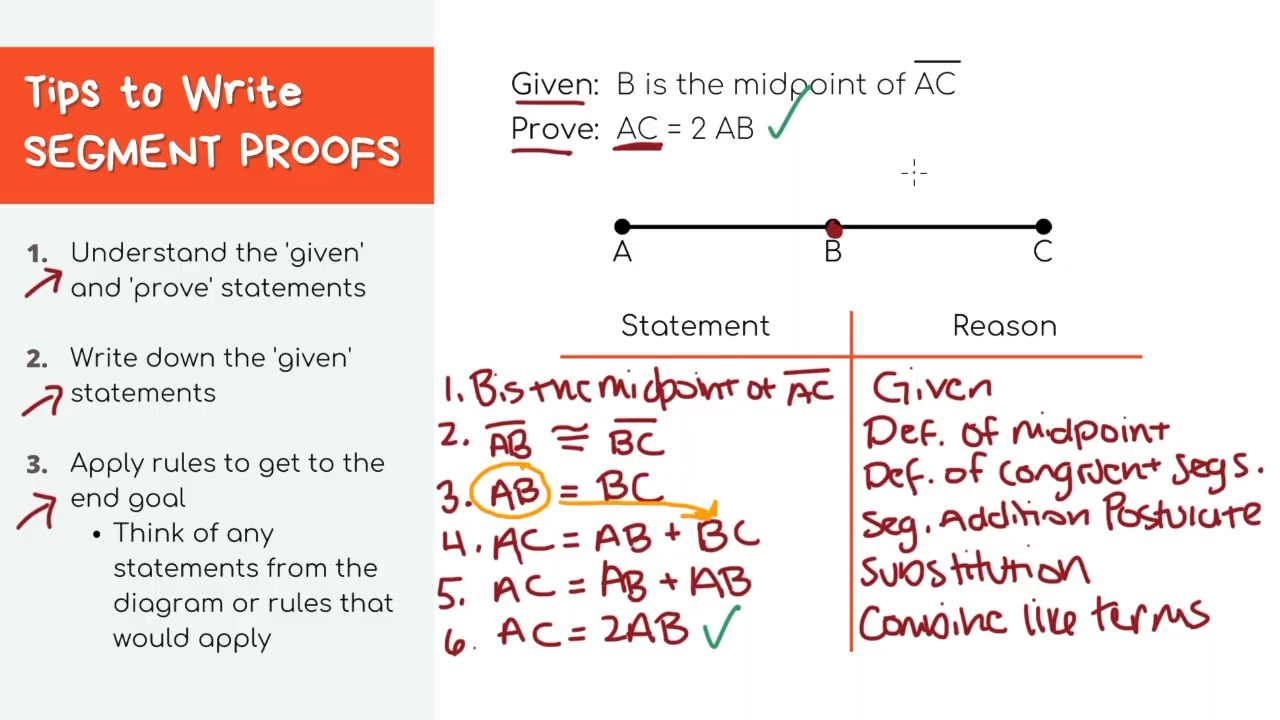 Tips to Write
SEGMENT PROOFS
1. Understand the 'given'
and 'prove' statements
2. Write down the 'given'
statements
3. Apply rules to get to the
end goal
• Think of any
statements from the
diagram or rules that
would apply
Given: B is the midpoint of A̅C̅
Prove: AC = 2 AB ✓
A B C
Statement Reason
1. B is the midpoint of A̅C̅ Given
2. A̅B̅ ≅ B̅C̅ Def. of midpoint
3. AB = BC Def. of congruent segs.
4. AC = AB + BC Seg. Addition Postulate
5. AC = AB + AB Substitution
6. AC = 2AB ✓ Combine like terms